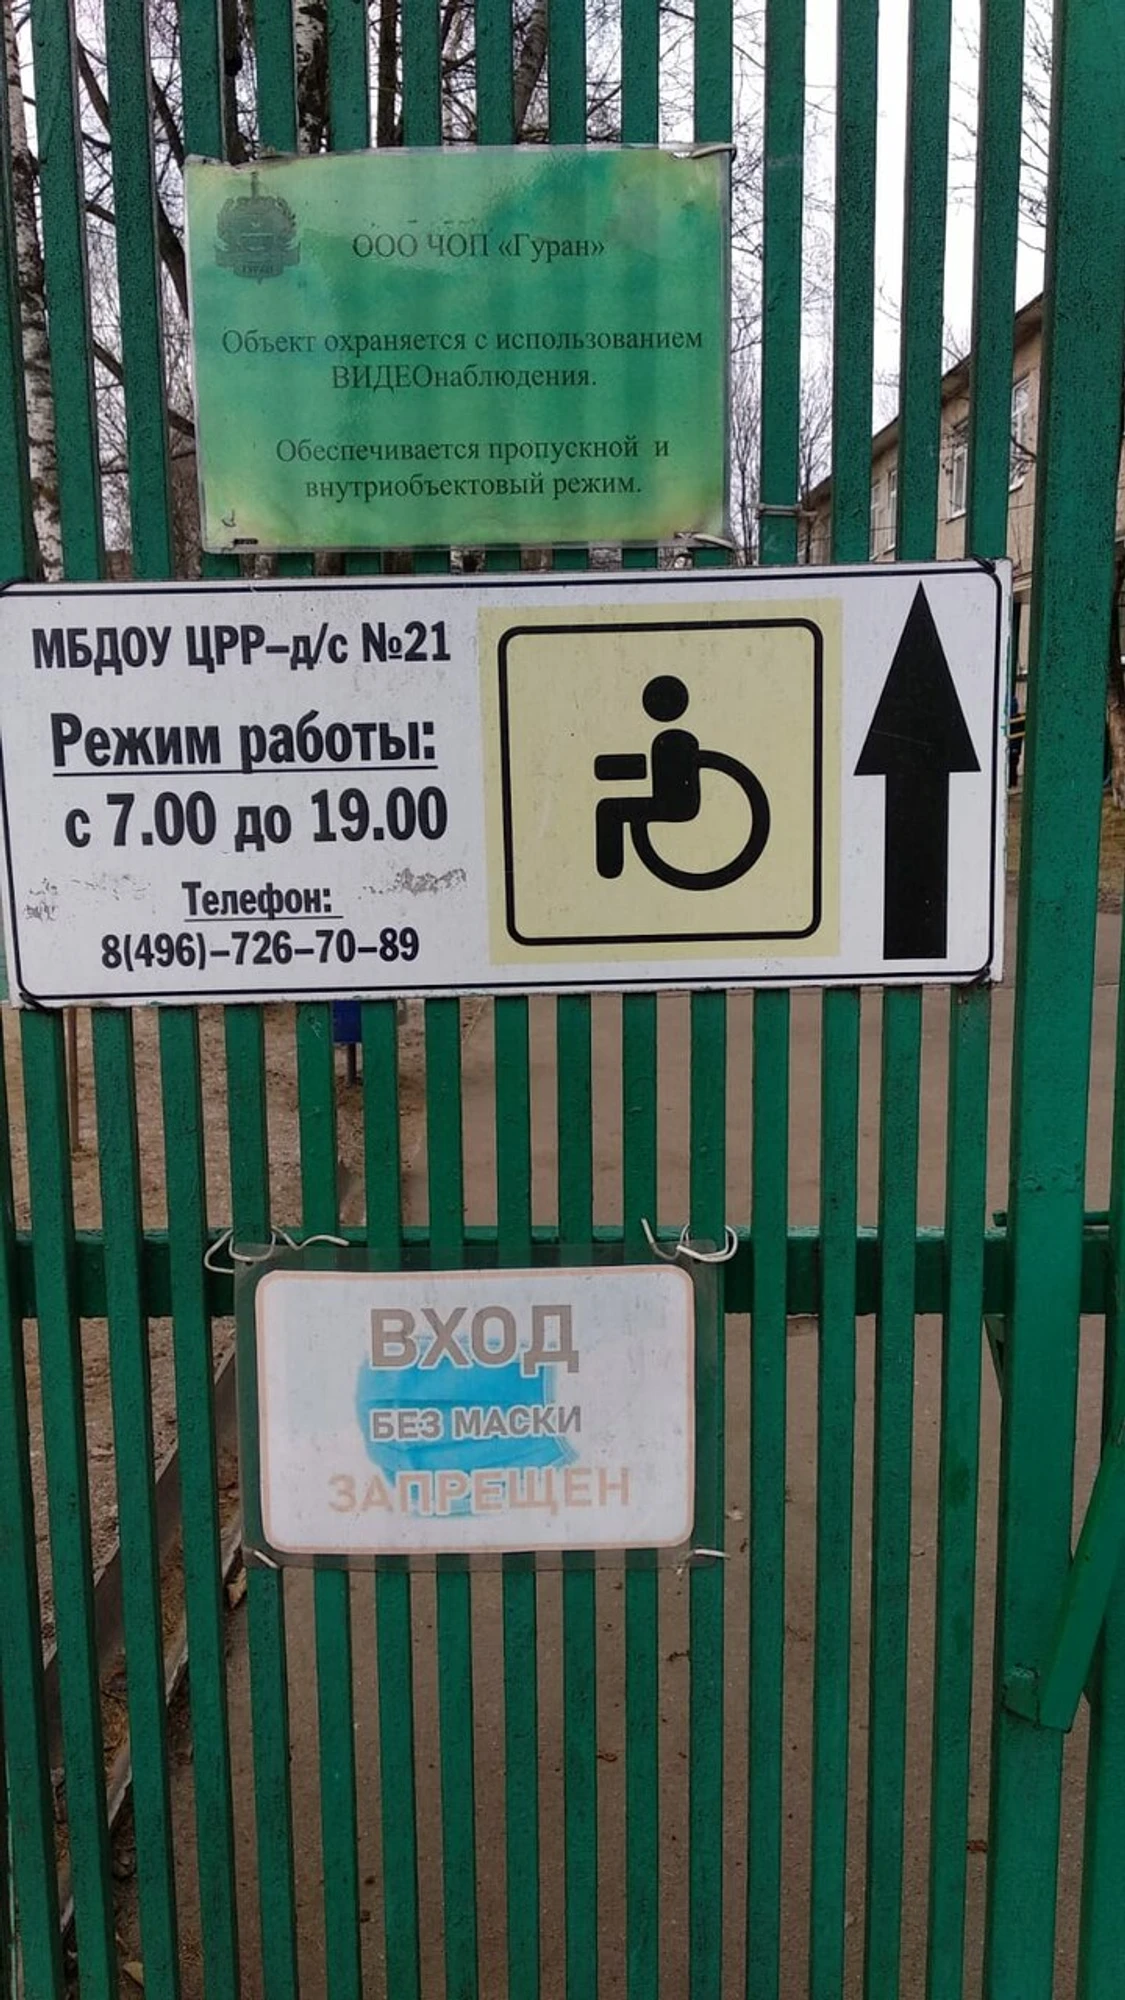 ГУРАН
ООО ЧОП «Гуран»
Объект охраняется с использованием
ВИДЕОнаблюдения.
Обеспечивается пропускной и
внутриобъектовый режим.
МБДОУ ЦРР–д/с №21
Режим работы:
с 7.00 до 19.00
Телефон:
8(496)–726–70–89
ВХОД
БЕЗ МАСКИ
ЗАПРЕЩЕН